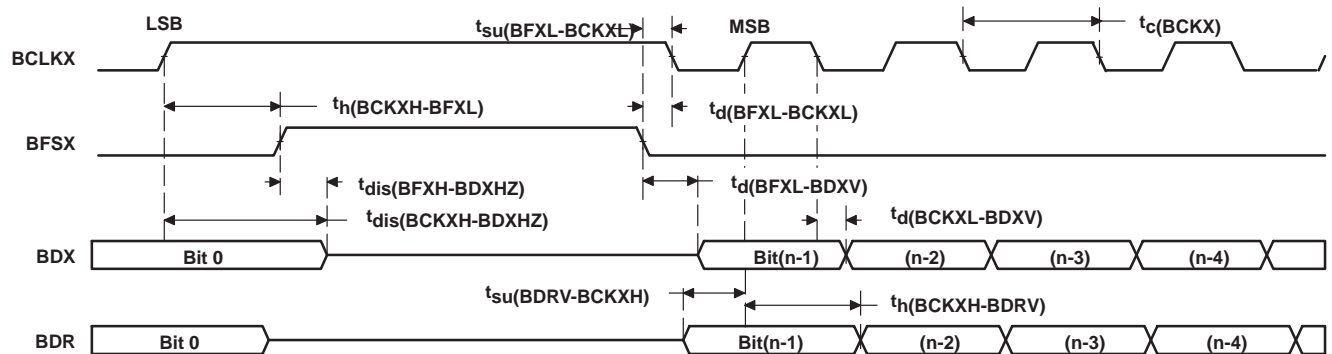 LSB
tsu(BFXL-BCKXL)
MSB
tc(BCKX)
BCLKX
th(BCKXH-BFXL)
td(BFXL-BCKXL)
BFSX
tdis(BFXH-BDXHZ)
td(BFXL-BDXV)
tdis(BCKXH-BDXHZ)
td(BCKXL-BDXV)
BDX Bit 0 Bit(n-1) (n-2) (n-3) (n-4)
tsu(BDRV-BCKXH)
th(BCKXH-BDRV)
BDR Bit 0 Bit(n-1) (n-2) (n-3) (n-4)